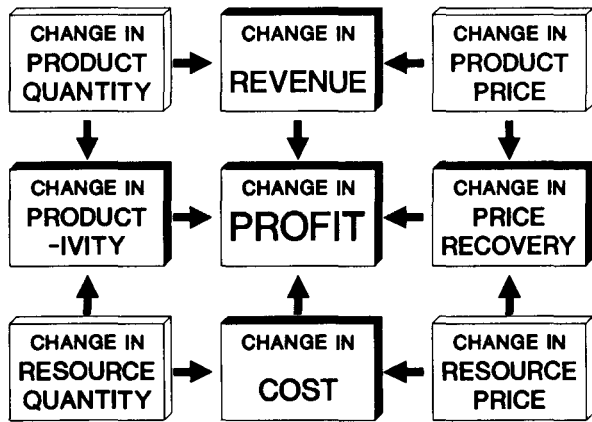 CHANGE IN
PRODUCT
QUANTITY
CHANGE IN
REVENUE
CHANGE IN
PRODUCT
PRICE
CHANGE IN
PRODUCT
-IVITY
CHANGE IN
PROFIT
CHANGE IN
PRICE
RECOVERY
CHANGE IN
RESOURCE
QUANTITY
CHANGE IN
COST
CHANGE IN
RESOURCE
PRICE